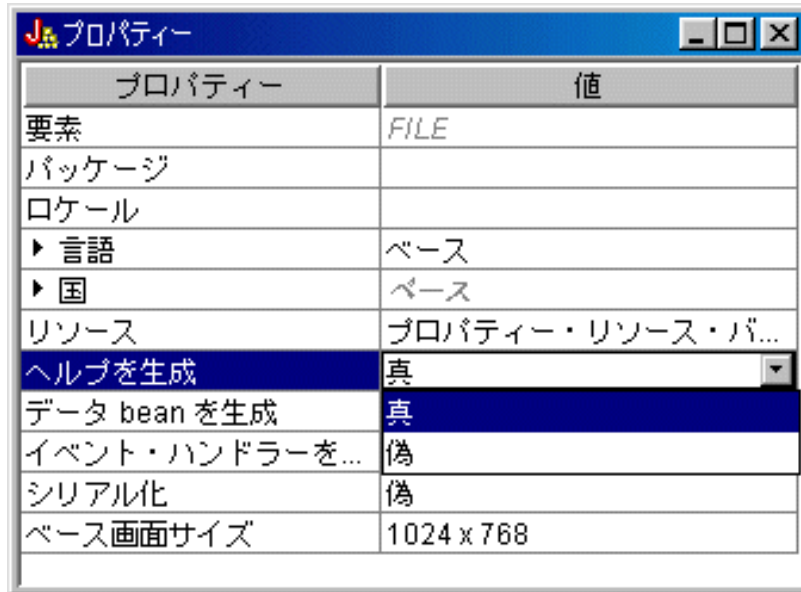 プロパティー
プロパティー 値
要素 FILE
パッケージ
ロケール
言語 ベース
国 ベース
リソース プロパティー・リソース・バ...
ヘルプを生成 真
データ bean を生成 真
イベント・ハンドラーを... 偽
シリアル化 偽
ベース画面サイズ 1024 x 768